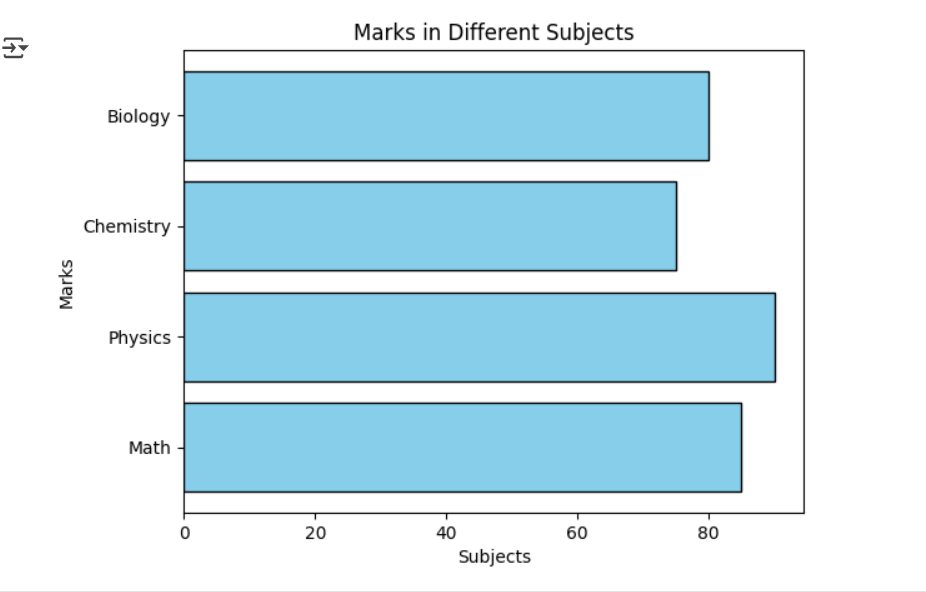 Marks in Different Subjects
Biology
Chemistry
Marks
Physics
Math
0 20 40 60 80
Subjects